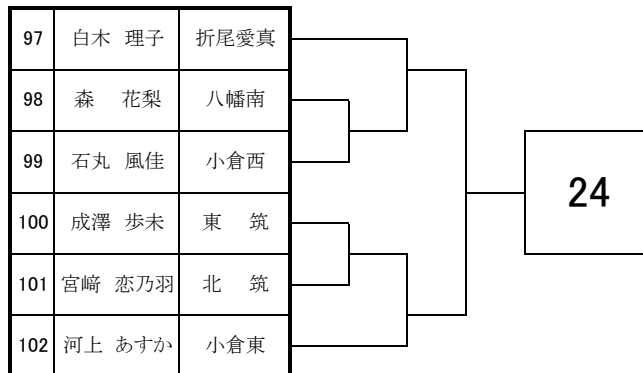 97 白木 理子 折尾愛真
98 森 花梨 八幡南
99 石丸 風佳 小倉西
100 成澤 歩未 東 筑
101 宮﨑 恋乃羽 北 筑
102 河上 あすか 小倉東
24